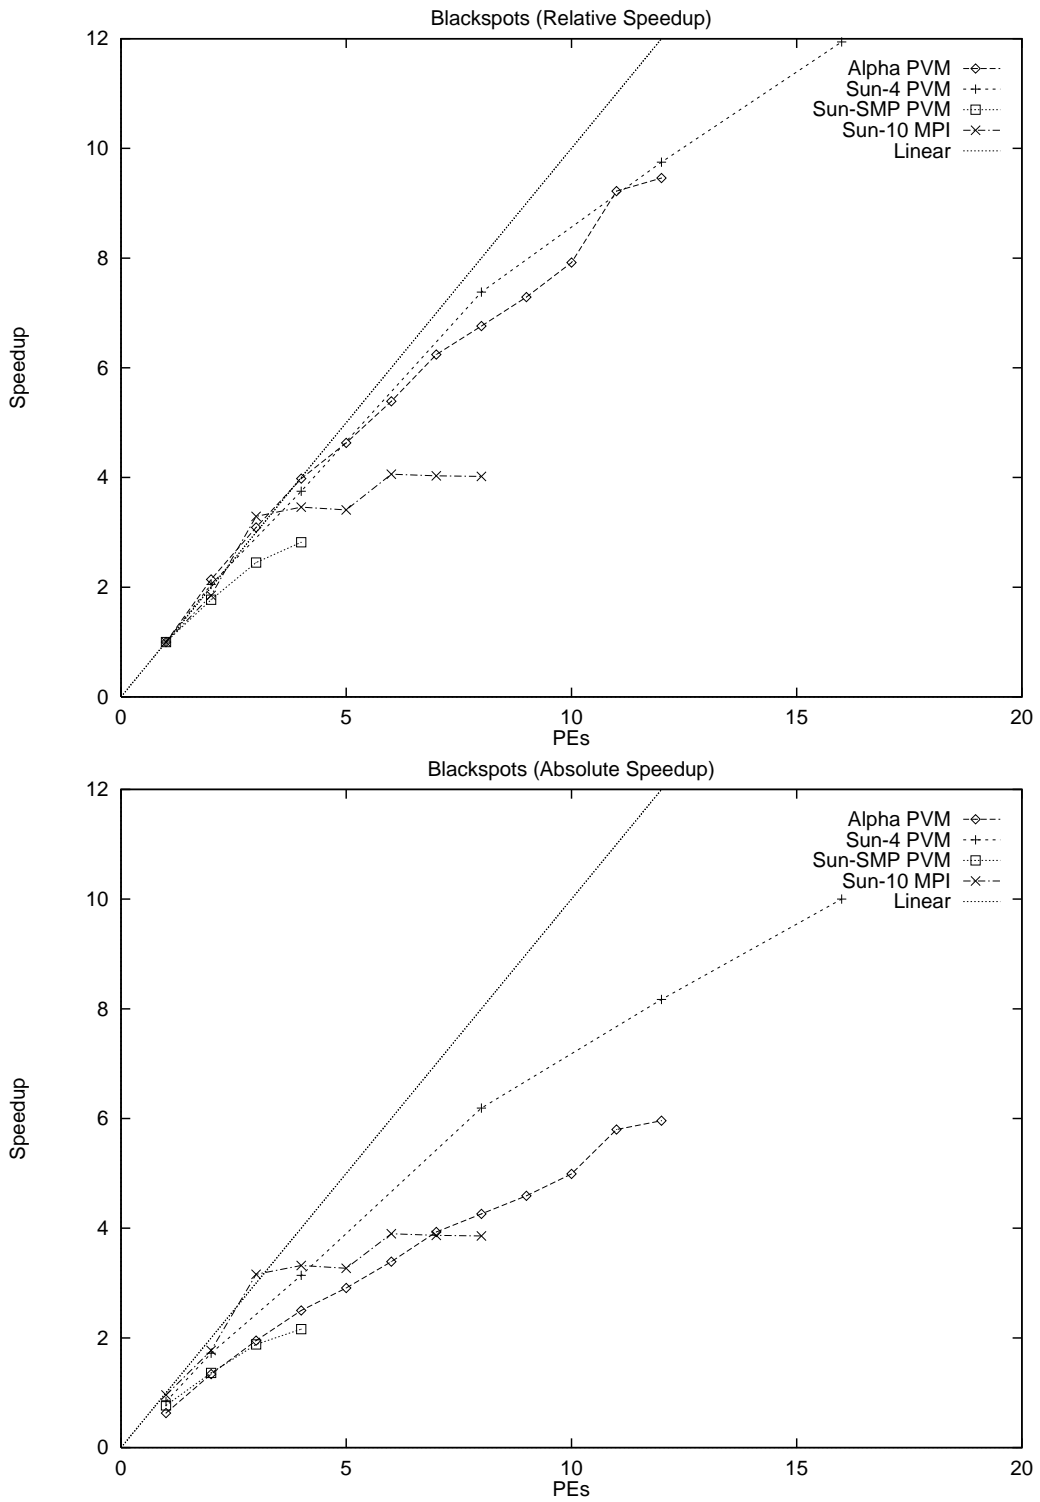 Blackspots (Relative Speedup)
12
10
8
6
4
2
0
Speedup
Alpha PVM
Sun-4 PVM
Sun-SMP PVM
Sun-10 MPI
Linear
0 5 10 15 20
PEs
Blackspots (Absolute Speedup)
12
10
8
6
4
2
0
Speedup
Alpha PVM
Sun-4 PVM
Sun-SMP PVM
Sun-10 MPI
Linear
0 5 10 15 20
PEs